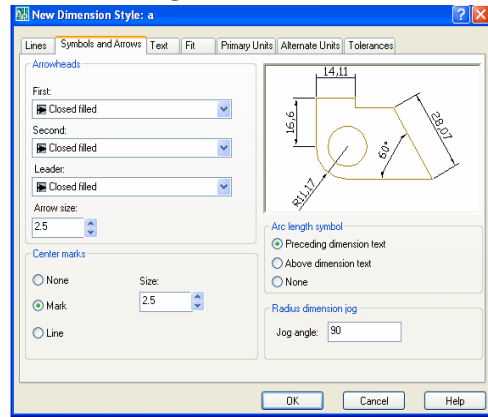 New Dimension Style: a
Lines Symbols and Arrows Text Fit Primary Units Alternate Units Tolerances
Arrowheads
First:
Closed filled
Second:
Closed filled
Leader:
Closed filled
Arrow size:
2.5
Center marks
None
Mark
Line
Size:
2.5
14,11
16,6
28,07
60°
R11,17
Arc length symbol
Preceding dimension text
Above dimension text
None
Radius dimension jog
Jog angle: 90
OK Cancel Help